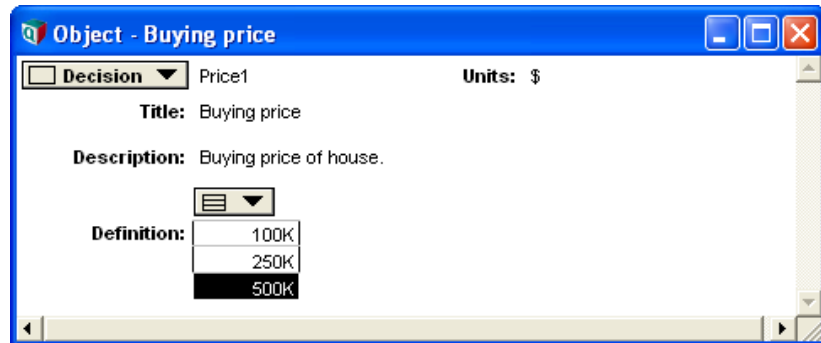 Object - Buying price
Decision Price1 Units: $
Title: Buying price
Description: Buying price of house.
Definition: 100K
250K
500K